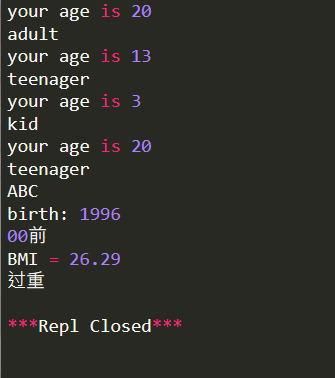 your age is 20
adult
your age is 13
teenager
your age is 3
kid
your age is 20
teenager
ABC
birth: 1996
00前
BMI = 26.29
过重
***Repl Closed***